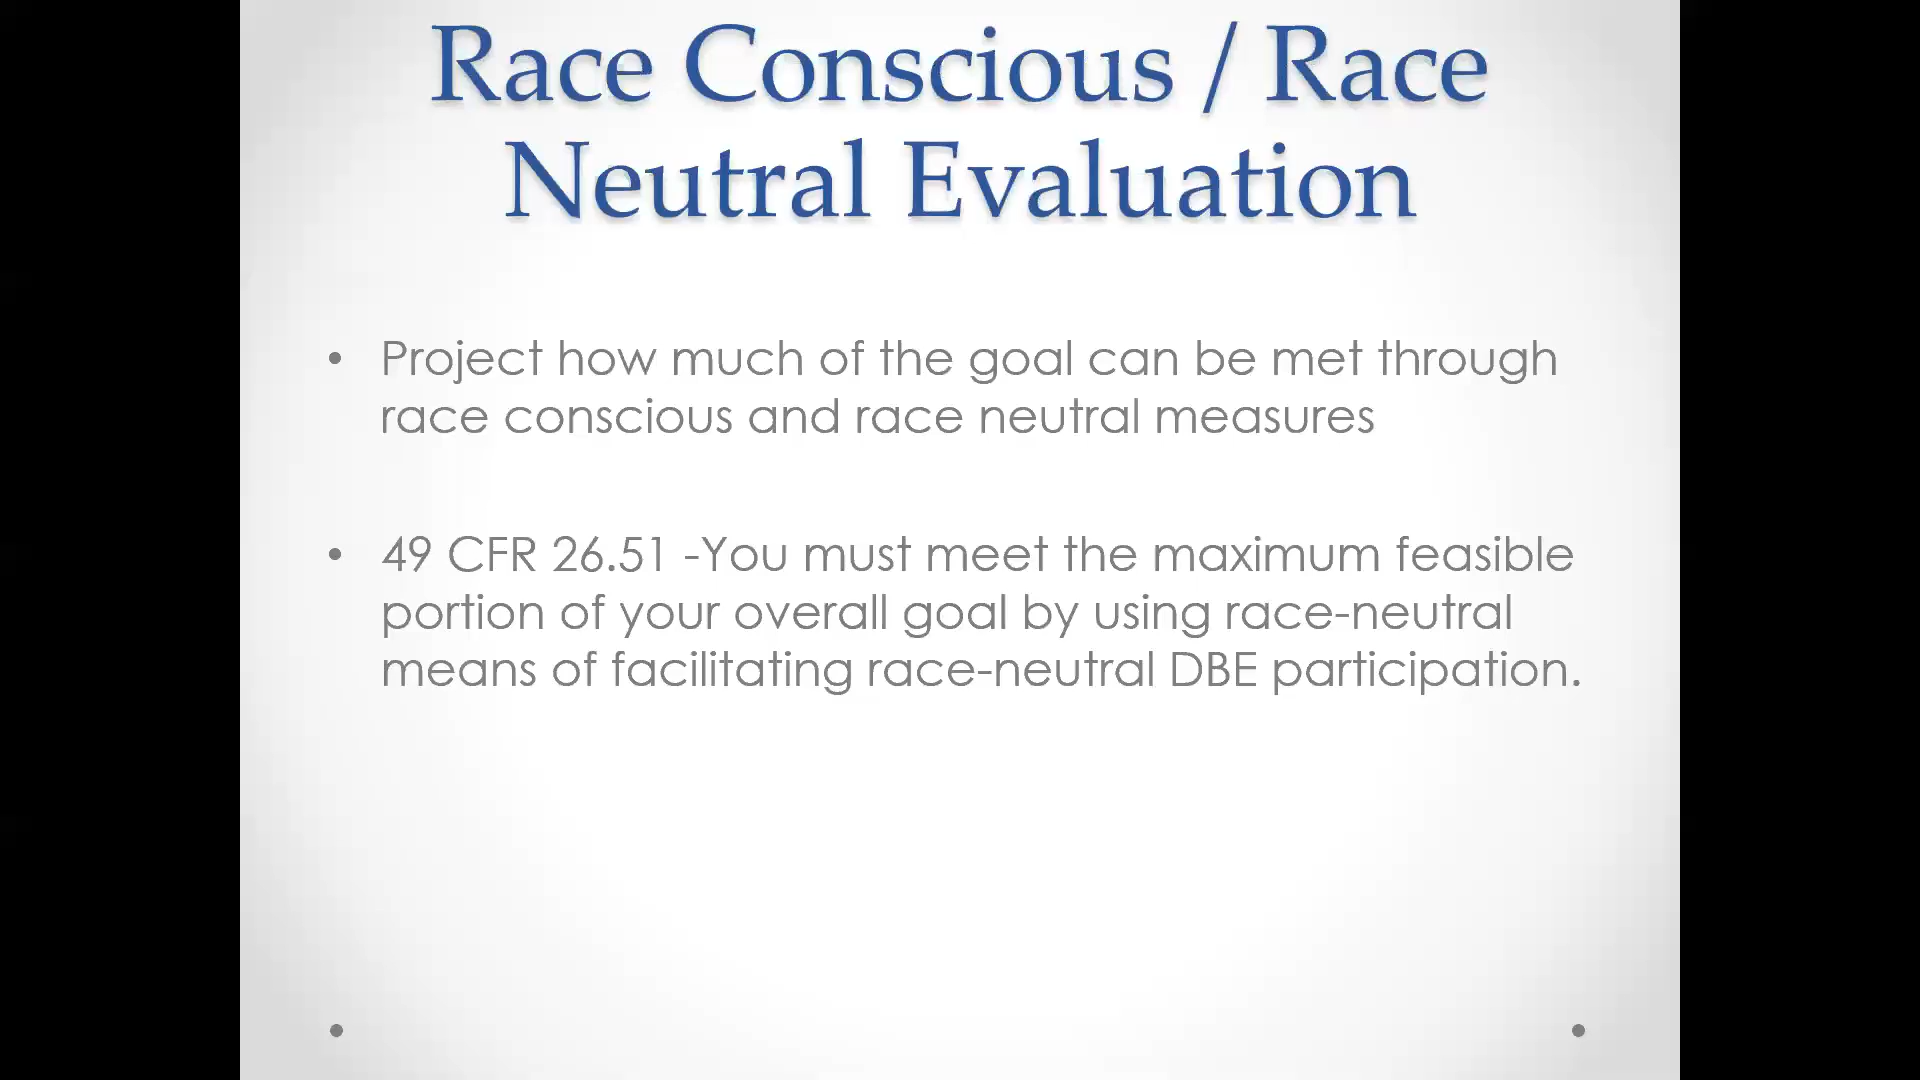 Race Conscious / Race
Neutral Evaluation
• Project how much of the goal can be met through
race conscious and race neutral measures
• 49 CFR 26.51 -You must meet the maximum feasible
portion of your overall goal by using race-neutral
means of facilitating race-neutral DBE participation.